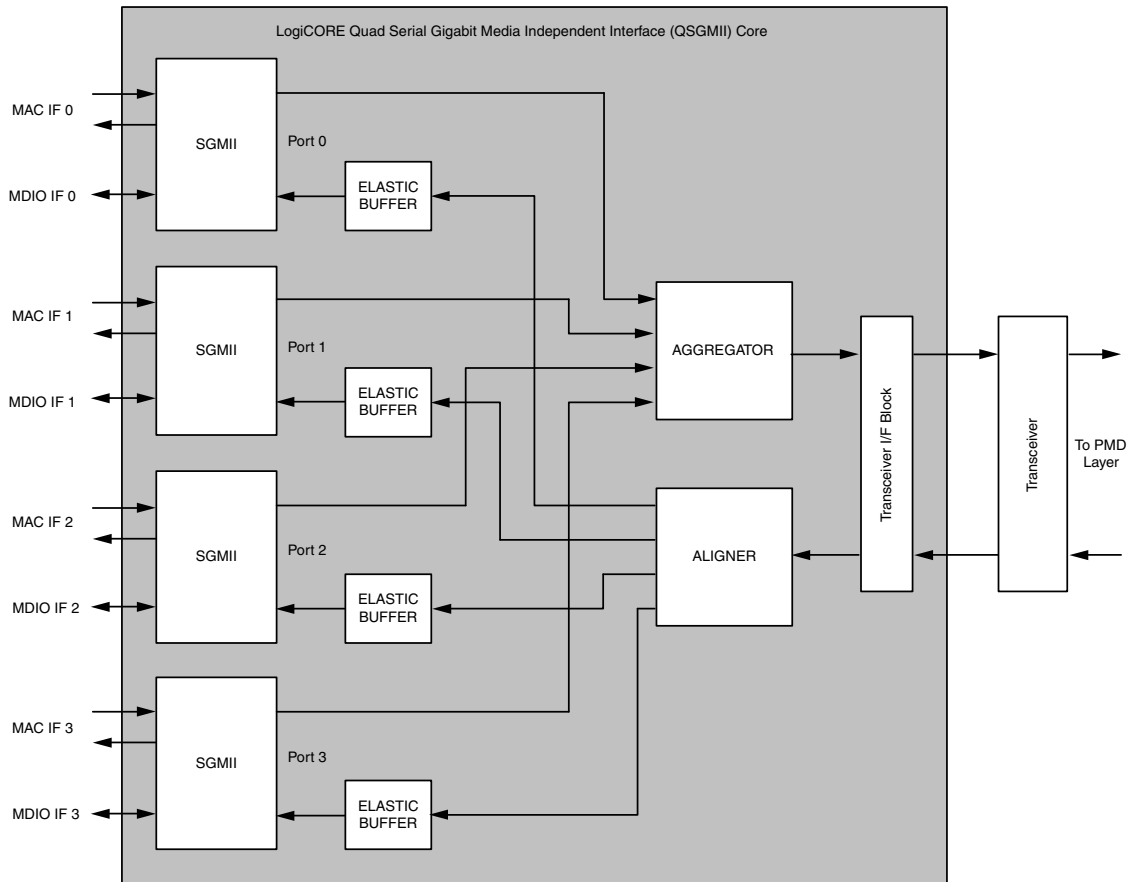 LogiCORE Quad Serial Gigabit Media Independent Interface (QSGMII) Core
MAC IF 0
SGMII
Port 0
MDIO IF 0
ELASTIC
BUFFER
MAC IF 1
SGMII
Port 1
MDIO IF 1
ELASTIC
BUFFER
AGGREGATOR
Transceiver I/F Block
Transceiver
To PMD
Layer
MAC IF 2
SGMII
Port 2
MDIO IF 2
ELASTIC
BUFFER
ALIGNER
MAC IF 3
SGMII
Port 3
MDIO IF 3
ELASTIC
BUFFER